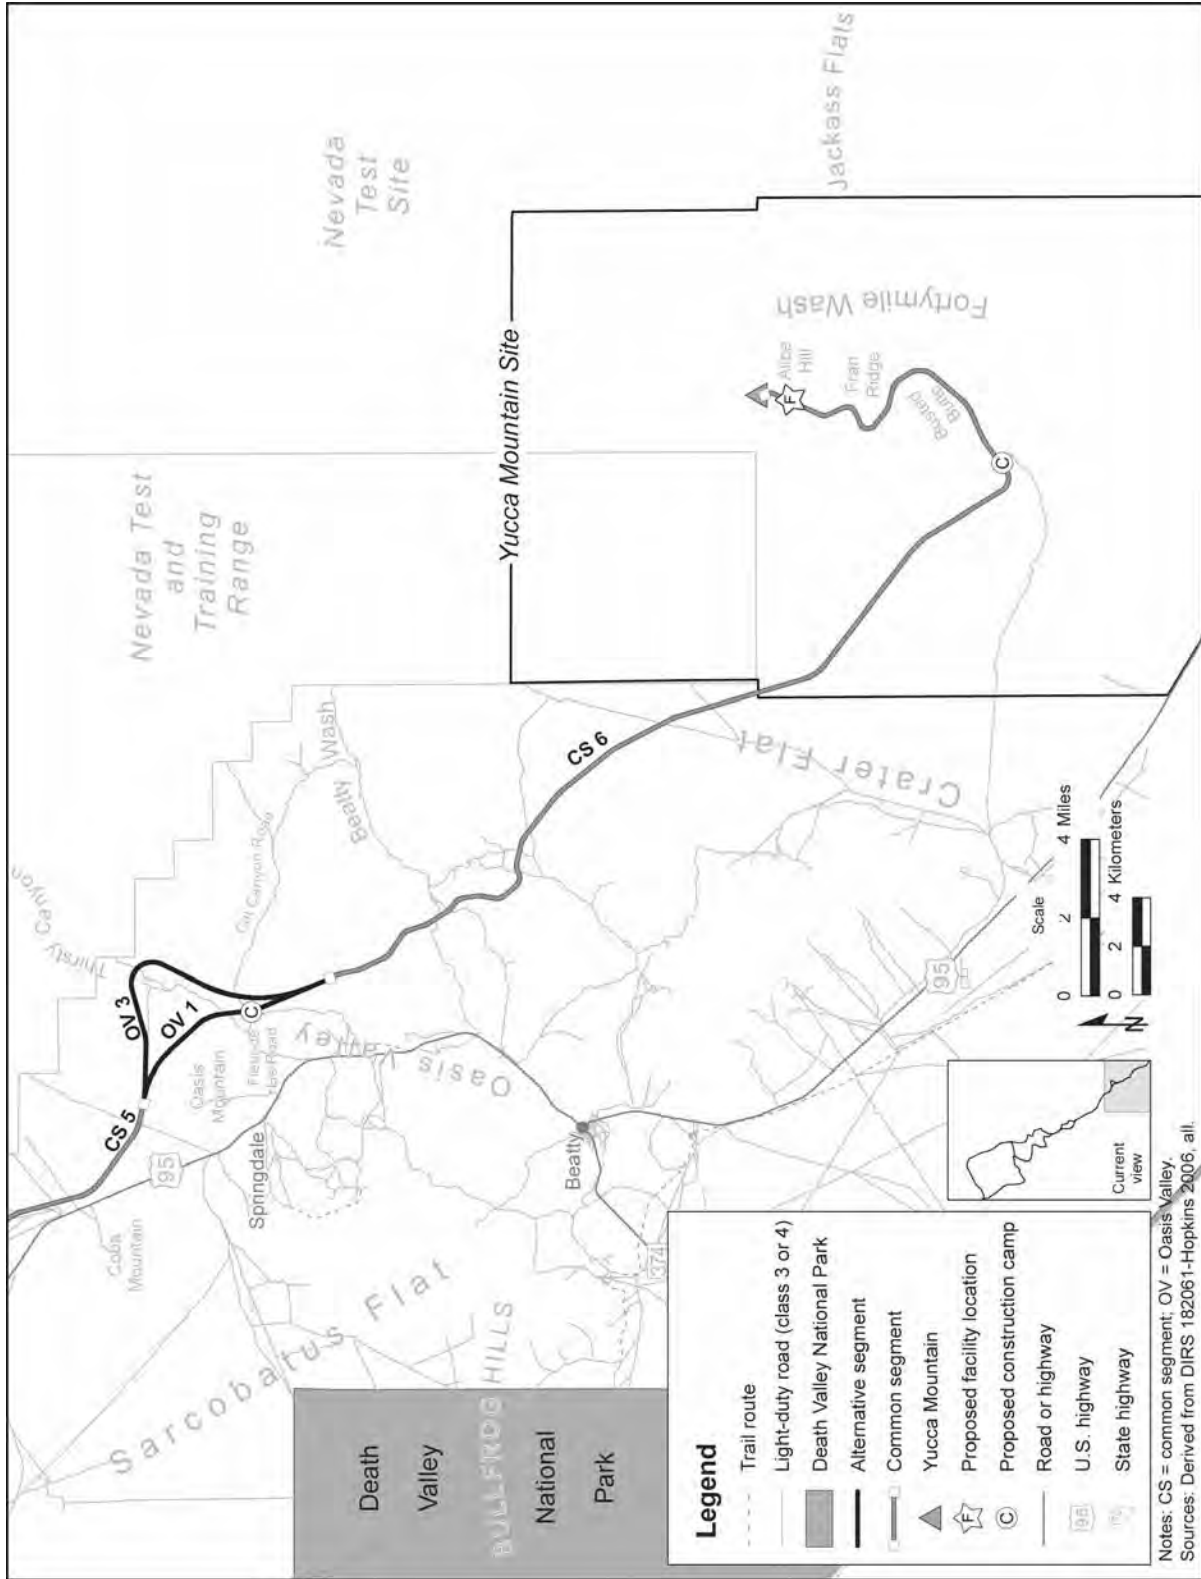 Nevada Test
and
Training
Range
Nevada
Test
Site
Jackass Flats
Yucca Mountain Site
Fortymile Wash
Alice
Hill
Fran
Ridge
Busted
Butte
F
C
Thirsty Canyon
Beatty Wash
CS 6
Crater Flat
OV 3
OV 1
C
CS 5
Oasis
Mountain
Oasis Valley
95
Springdale
Beatty
95
374
Mountain
Sarcobatus Flat
BULLFROG HILLS
Death
Valley
National
Park
Scale
0 2 4 Miles
0 2 4 Kilometers
N
Current
view
Legend
Trail route
Light-duty road (class 3 or 4)
Death Valley National Park
Alternative segment
Common segment
Yucca Mountain
F Proposed facility location
C Proposed construction camp
Road or highway
95 U.S. highway
State highway
Notes: CS = common segment; OV = Oasis Valley.
Sources: Derived from DIRS 182061-Hopkins 2006, all.